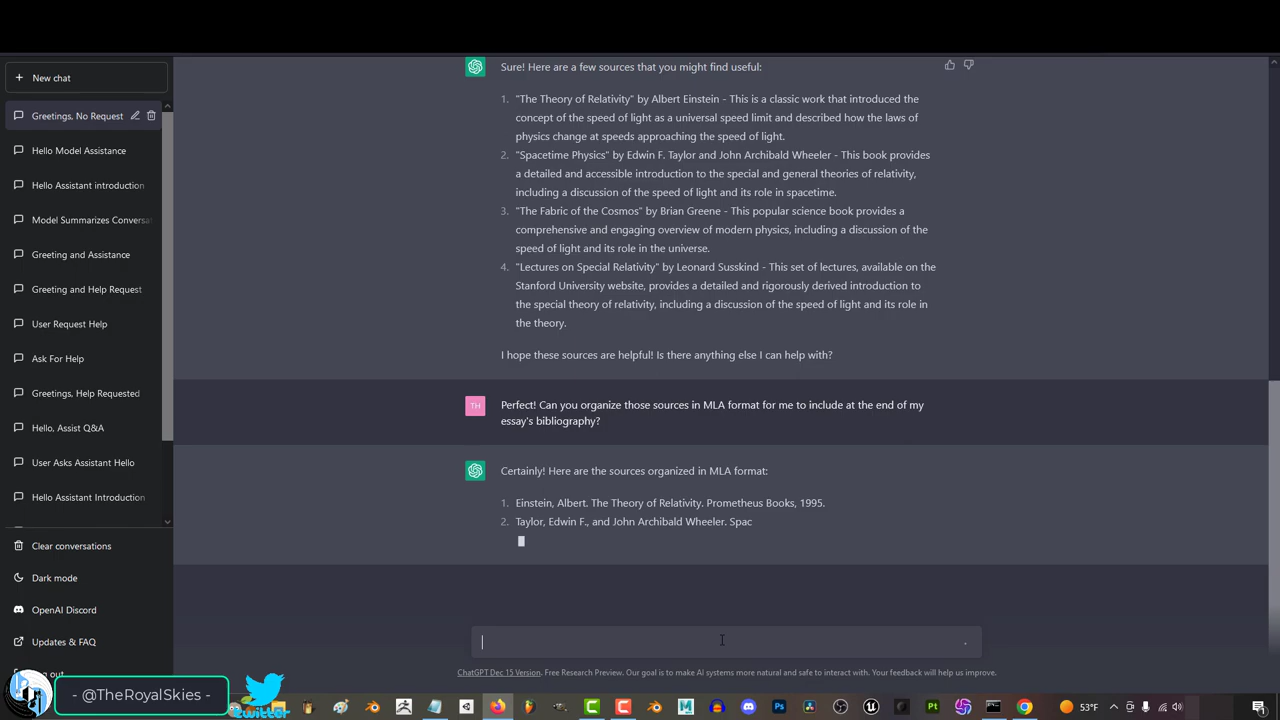 New chat
Greetings, No Request
Hello Model Assistance
Hello Assistant introduction
Model Summarizes Conversat
Greeting and Assistance
Greeting and Help Request
User Request Help
Ask For Help
Greetings, Help Requested
Hello, Assist Q&A
User Asks Assistant Hello
Hello Assistant Introduction
Clear conversations
Dark mode
OpenAI Discord
Updates & FAQ
out
- @TheRoyalSkies -
twitter
Sure! Here are a few sources that you might find useful:
1. "The Theory of Relativity" by Albert Einstein - This is a classic work that introduced the
concept of the speed of light as a universal speed limit and described how the laws of
physics change at speeds approaching the speed of light.
2. "Spacetime Physics" by Edwin F. Taylor and John Archibald Wheeler - This book provides
a detailed and accessible introduction to the special and general theories of relativity,
including a discussion of the speed of light and its role in spacetime.
3. "The Fabric of the Cosmos" by Brian Greene - This popular science book provides a
comprehensive and engaging overview of modern physics, including a discussion of the
speed of light and its role in the universe.
4. "Lectures on Special Relativity" by Leonard Susskind - This set of lectures, available on the
Stanford University website, provides a detailed and rigorously derived introduction to
the special theory of relativity, including a discussion of the speed of light and its role in
the theory.
I hope these sources are helpful! Is there anything else I can help with?
TH
Perfect! Can you organize those sources in MLA format for me to include at the end of my
essay's bibliography?
Certainly! Here are the sources organized in MLA format:
1. Einstein, Albert. The Theory of Relativity. Prometheus Books, 1995.
2. Taylor, Edwin F., and John Archibald Wheeler. Spac
ChatGPT Dec 15 Version. Free Research Preview. Our goal is to make AI systems more natural and safe to interact with. Your feedback will help us improve.
53°F